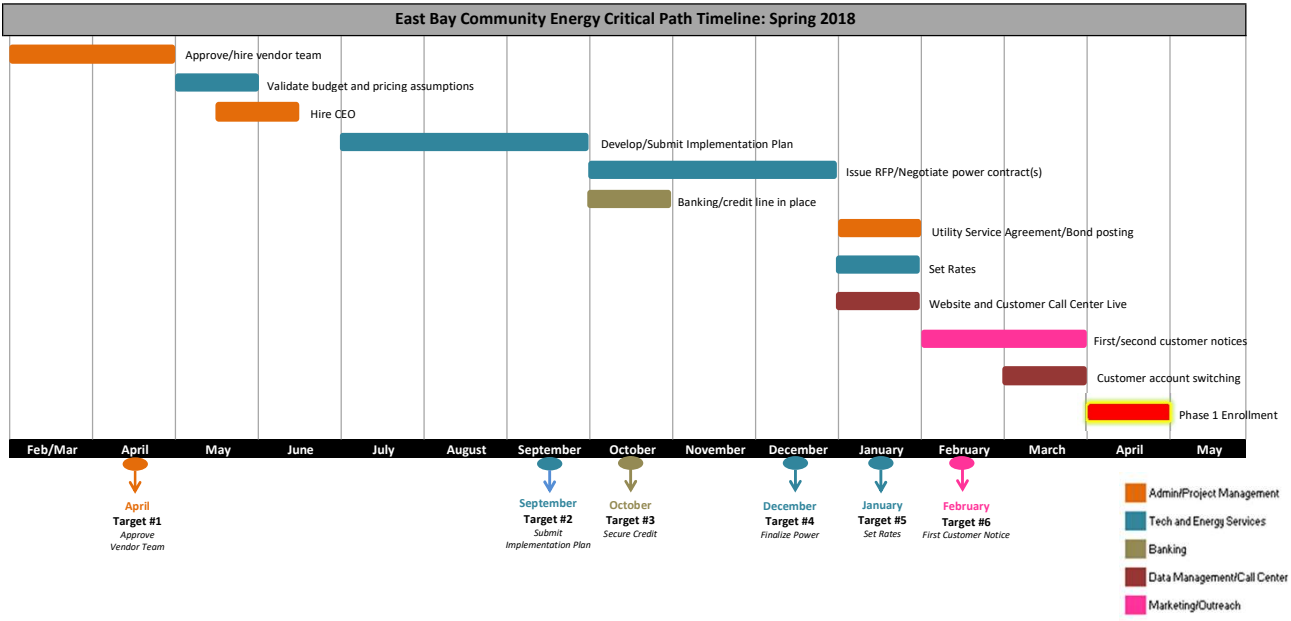 East Bay Community Energy Critical Path Timeline: Spring 2018
Approve/hire vendor team
Validate budget and pricing assumptions
Hire CEO
Develop/Submit Implementation Plan
Issue RFP/Negotiate power contract(s)
Banking/credit line in place
Utility Service Agreement/Bond posting
Set Rates
Website and Customer Call Center Live
First/second customer notices
Customer account switching
Phase 1 Enrollment
Feb/Mar April May June July August September October November December January February March April May
April
Target #1
Approve
Vendor Team
September
Target #2
Submit
Implementation Plan
October
Target #3
Secure Credit
December
Target #4
Finalize Power
January
Target #5
Set Rates
February
Target #6
First Customer Notice
Admin/Project Management
Tech and Energy Services
Banking
Data Management/Call Center
Marketing/Outreach